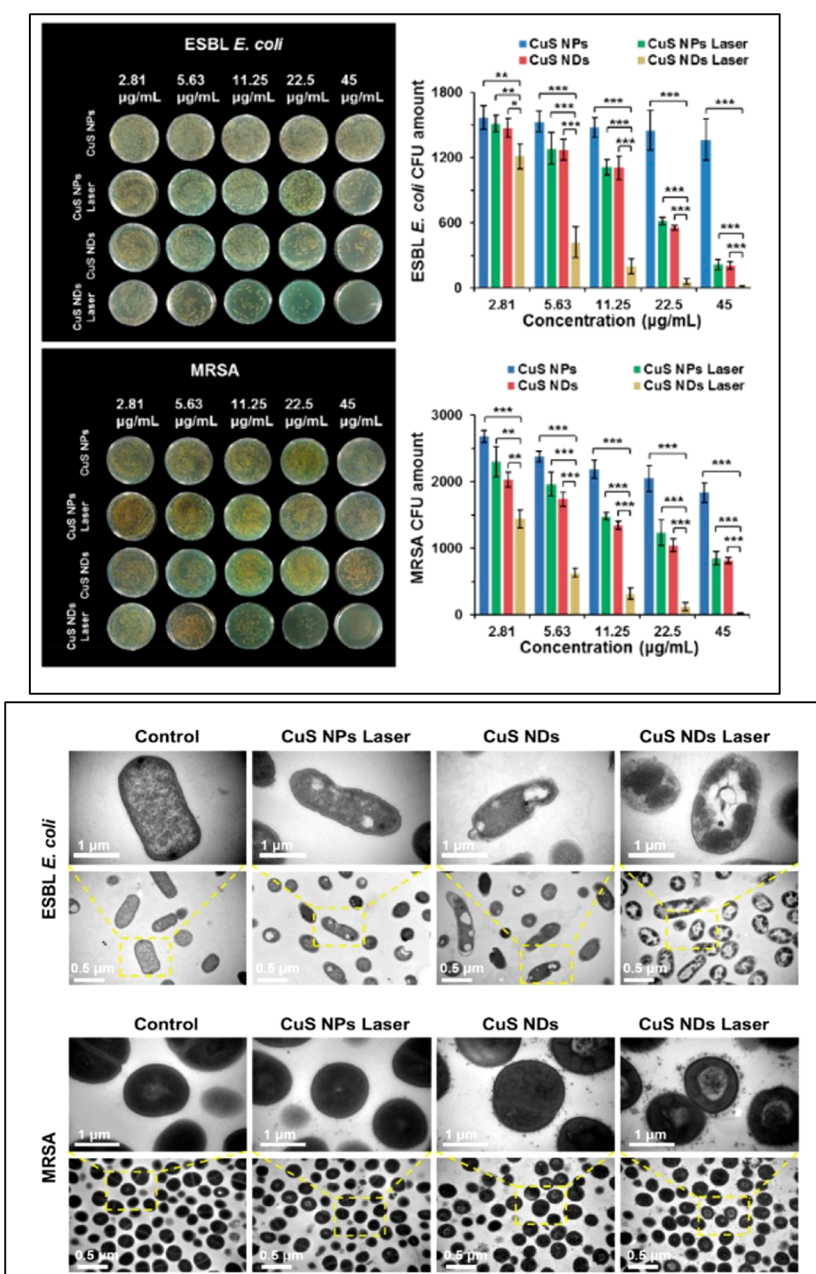 ESBL E. coli
2.81 µg/mL
5.63 µg/mL
11.25 µg/mL
22.5 µg/mL
45 µg/mL
CuS NPs
CuS NPs Laser
CuS NDs
CuS NDs Laser
CuS NPs
CuS NPs Laser
CuS NDs
CuS NDs Laser
ESBL E. coli CFU amount
1800
1200
600
0
** ** *
*** *** ***
*** *** ***
*** *** ***
*** *** ***
2.81 5.63 11.25 22.5 45
Concentration (µg/mL)
MRSA
2.81 µg/mL
5.63 µg/mL
11.25 µg/mL
22.5 µg/mL
45 µg/mL
CuS NPs
CuS NPs Laser
CuS NDs
CuS NDs Laser
CuS NPs
CuS NPs Laser
CuS NDs
CuS NDs Laser
MRSA CFU amount
3000
2000
1000
0
*** ** **
*** *** ***
*** *** ***
*** *** ***
*** *** ***
2.81 5.63 11.25 22.5 45
Concentration (µg/mL)
Control CuS NPs Laser CuS NDs CuS NDs Laser
ESBL E. coli
1 µm 1 µm 1 µm 1 µm
0.5 µm 0.5 µm 0.5 µm 0.5 µm
Control CuS NPs Laser CuS NDs CuS NDs Laser
MRSA
1 µm 1 µm 1 µm 1 µm
0.5 µm 0.5 µm 0.5 µm 0.5 µm